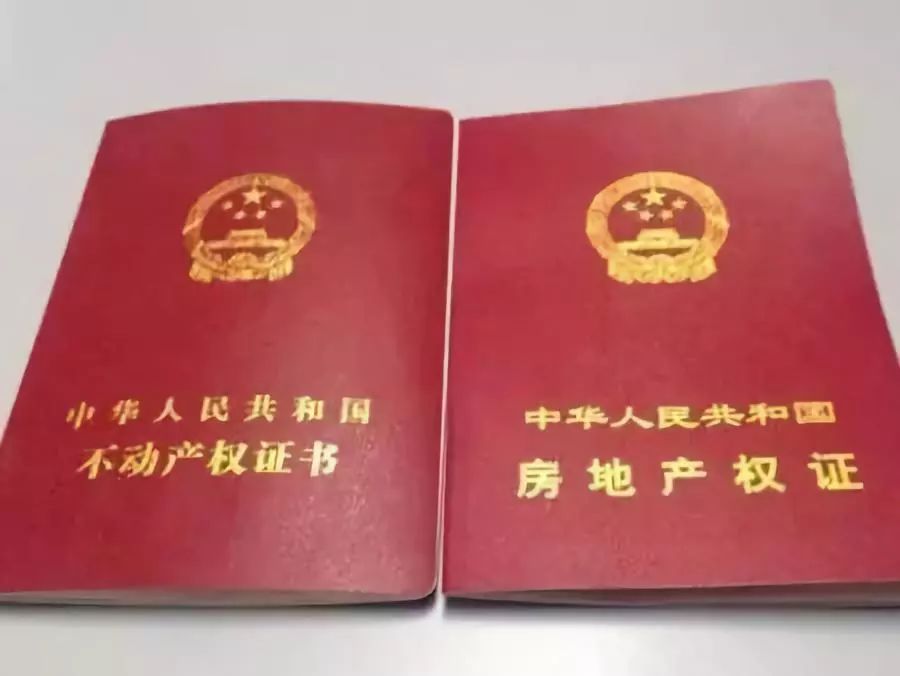 中华人民共和国
不动产权证书
中华人民共和国
房地产权证